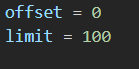 offset = 0
limit = 100